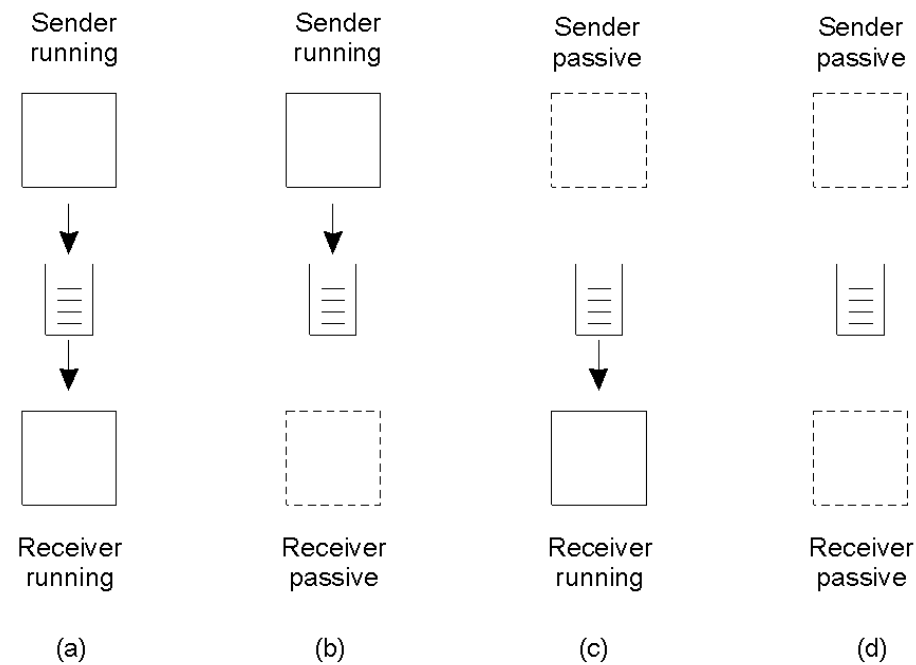 Sender
running
Sender
running
Sender
passive
Sender
passive
Receiver
running
Receiver
passive
Receiver
running
Receiver
passive
(a)
(b)
(c)
(d)